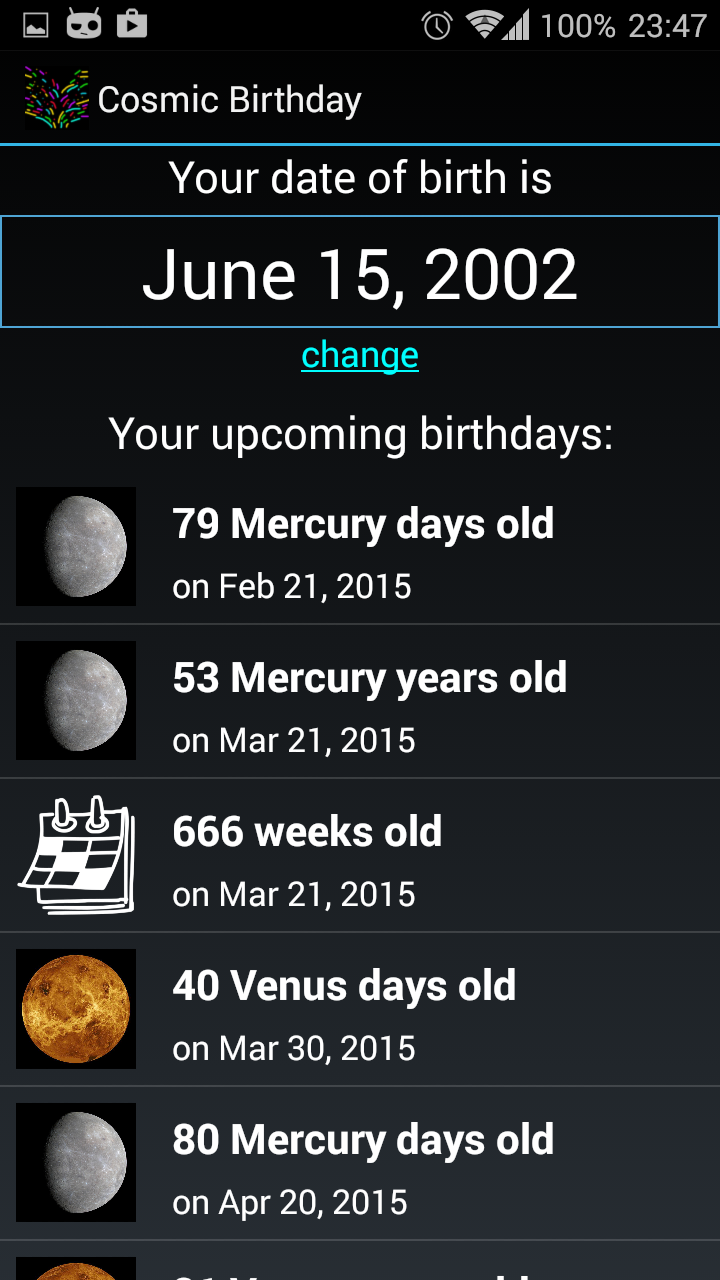 100% 23:47
Cosmic Birthday
Your date of birth is
June 15, 2002
change
Your upcoming birthdays:
79 Mercury days old
on Feb 21, 2015
53 Mercury years old
on Mar 21, 2015
666 weeks old
on Mar 21, 2015
40 Venus days old
on Mar 30, 2015
80 Mercury days old
on Apr 20, 2015